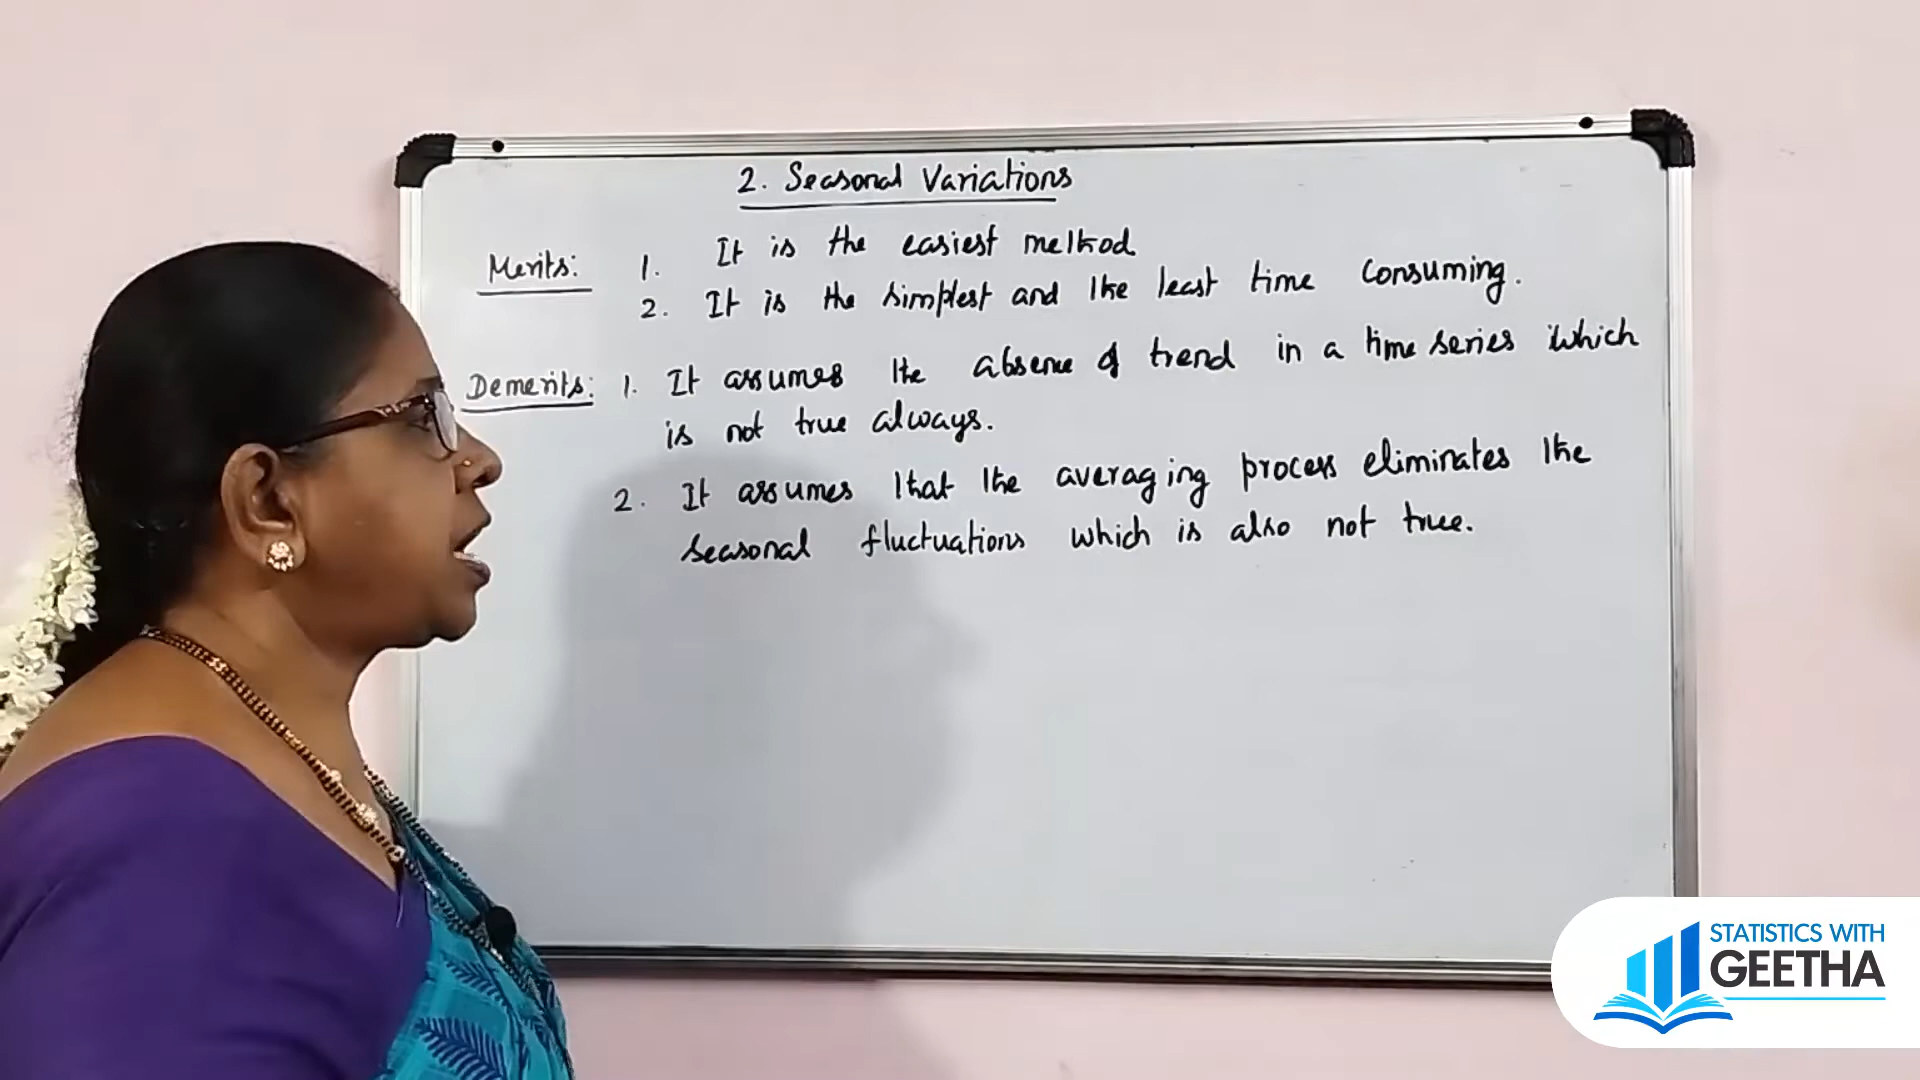 2. Seasonal Variations
Merits: 1. It is the easiest method
2. It is the simplest and the least time consuming.
Demerits: 1. It assumes the absence of trend in a time series which
is not true always.
2. It assumes that the averaging process eliminates the
seasonal fluctuations which is also not true.
STATISTICS WITH
GEETHA